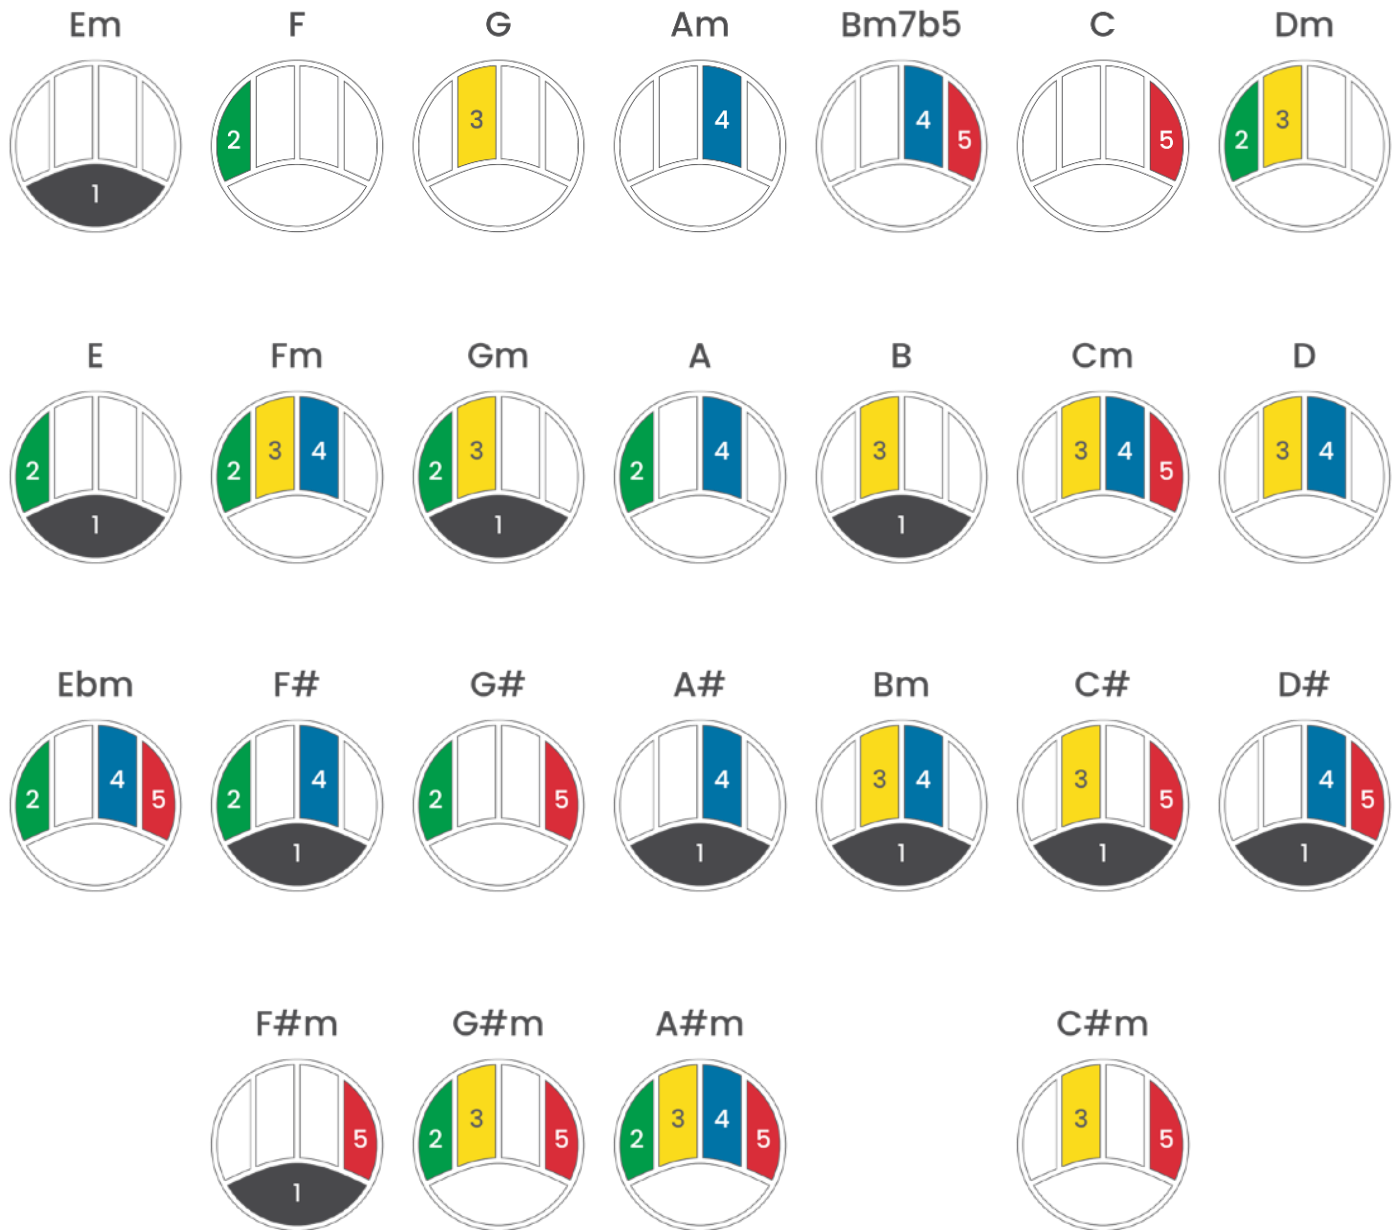 Em F G Am Bm7b5 C Dm
2 3 4 4 5 5 2 3
1
E Fm Gm A B Cm D
2 2 3 4 2 3 2 4 3 3 4 5 3 4
1 1 1
Ebm F# G# A# Bm C# D#
2 4 5 2 4 2 5 4 3 4 3 5 4 5
1 1 1 1 1
F#m G#m A#m C#m
5 2 3 5 2 3 4 5 3 5
1